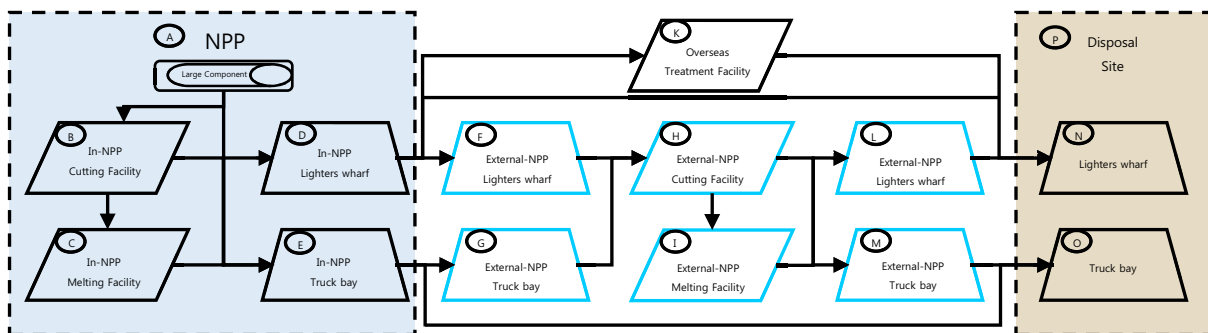 A
NPP
Large Component
K
Overseas
Treatment Facility
P
Disposal
Site
B
In-NPP
Cutting Facility
D
In-NPP
Lighters wharf
F
External-NPP
Lighters wharf
H
External-NPP
Cutting Facility
L
External-NPP
Lighters wharf
N
Lighters wharf
C
In-NPP
Melting Facility
E
In-NPP
Truck bay
G
External-NPP
Truck bay
I
External-NPP
Melting Facility
M
External-NPP
Truck bay
O
Truck bay